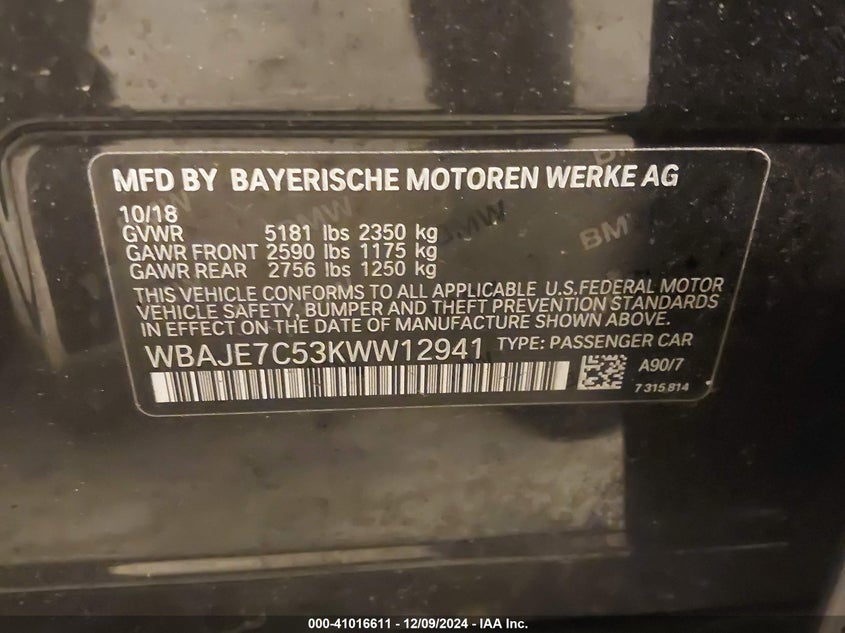 MFD BY BAYERISCHE MOTOREN WERKE AG
10/18
GVWR 5181 lbs 2350 kg
GAWR FRONT 2590 lbs 1175 kg
GAWR REAR 2756 lbs 1250 kg
THIS VEHICLE CONFORMS TO ALL APPLICABLE U.S.FEDERAL MOTOR
VEHICLE SAFETY, BUMPER AND THEFT PREVENTION STANDARDS
IN EFFECT ON THE DATE OF MANUFACTURE SHOWN ABOVE.
WBAJE7C53KWW12941 TYPE: PASSENGER CAR
A90/7
7 315 814
BMW
BMW
BMW
000-41016611 - 12/09/2024 - IAA Inc.